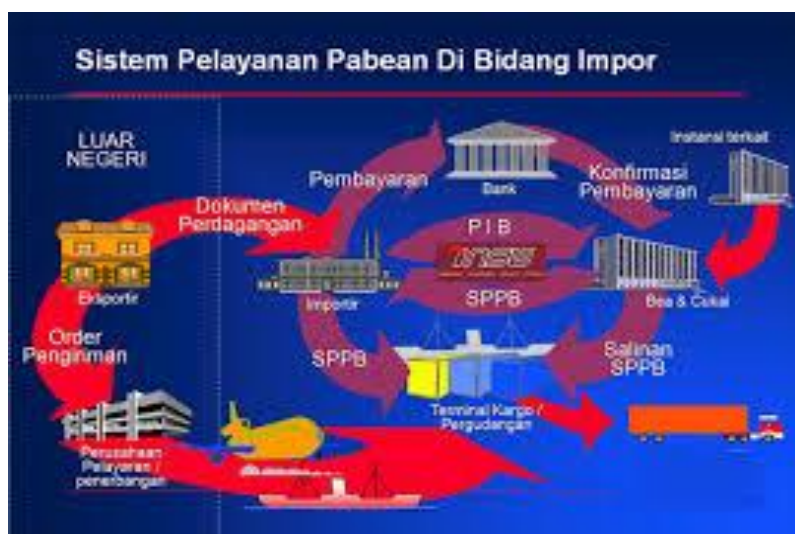 Sistem Pelayanan Pabean Di Bidang Impor
LUAR
NEGERI
Instansi terkait
Pembayaran
Bank
Konfirmasi
Pembayaran
Dokumen
Perdagangan
P I B
Eksportir
Importir
SPPB
Bea & Cukai
Order
Pengiriman
SPPB
Salinan
SPPB
Terminal Kargo /
Pergudangan
Perusahaan
Pelayaran /
penerbangan